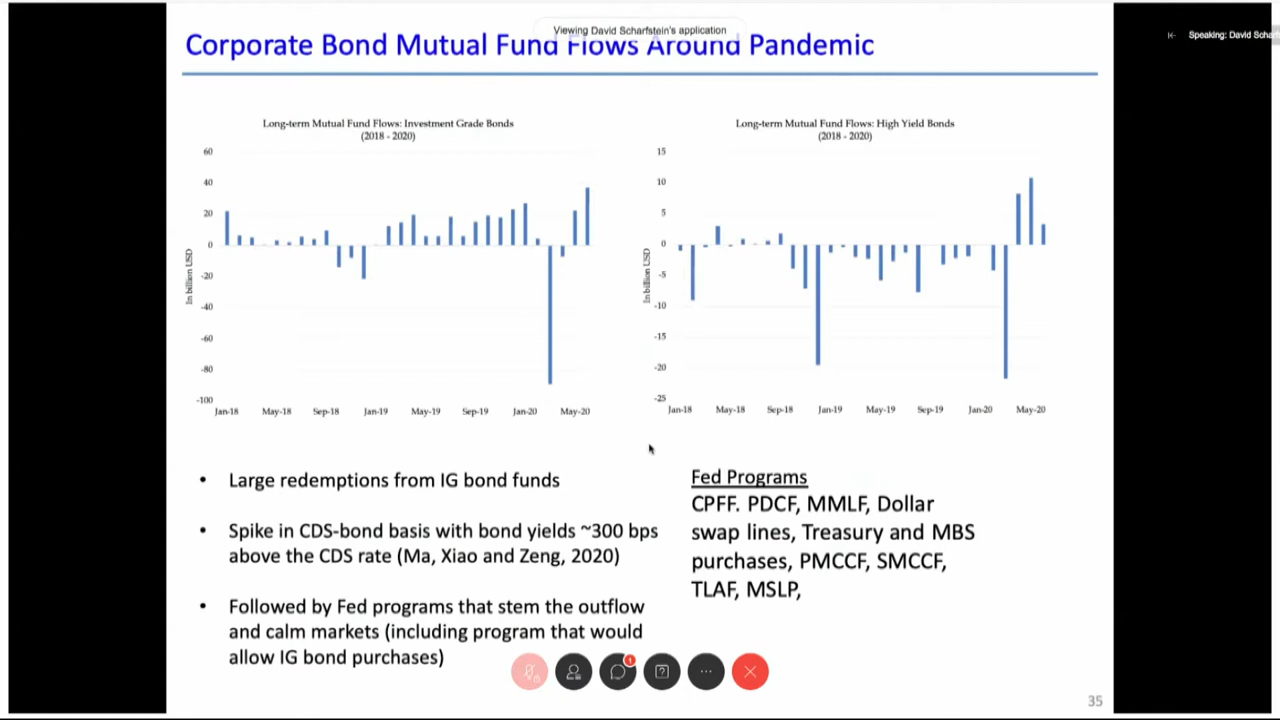 Viewing David Scharfstein's application
Speaking: David Scharfs
Corporate Bond Mutual Fund Flows Around Pandemic
Long-term Mutual Fund Flows: Investment Grade Bonds
(2018 - 2020)
60
40
20
0
-20
-40
-60
-80
-100
In billion USD
Jan-18 May-18 Sep-18 Jan-19 May-19 Sep-19 Jan-20 May-20
Long-term Mutual Fund Flows: High Yield Bonds
(2018 - 2020)
15
10
5
0
-5
-10
-15
-20
-25
In billion USD
Jan-18 May-18 Sep-18 Jan-19 May-19 Sep-19 Jan-20 May-20
• Large redemptions from IG bond funds
• Spike in CDS-bond basis with bond yields ~300 bps
above the CDS rate (Ma, Xiao and Zeng, 2020)
• Followed by Fed programs that stem the outflow
and calm markets (including program that would
allow IG bond purchases)
Fed Programs
CPFF. PDCF, MMLF, Dollar
swap lines, Treasury and MBS
purchases, PMCCF, SMCCF,
TLAF, MSLP,
1
35